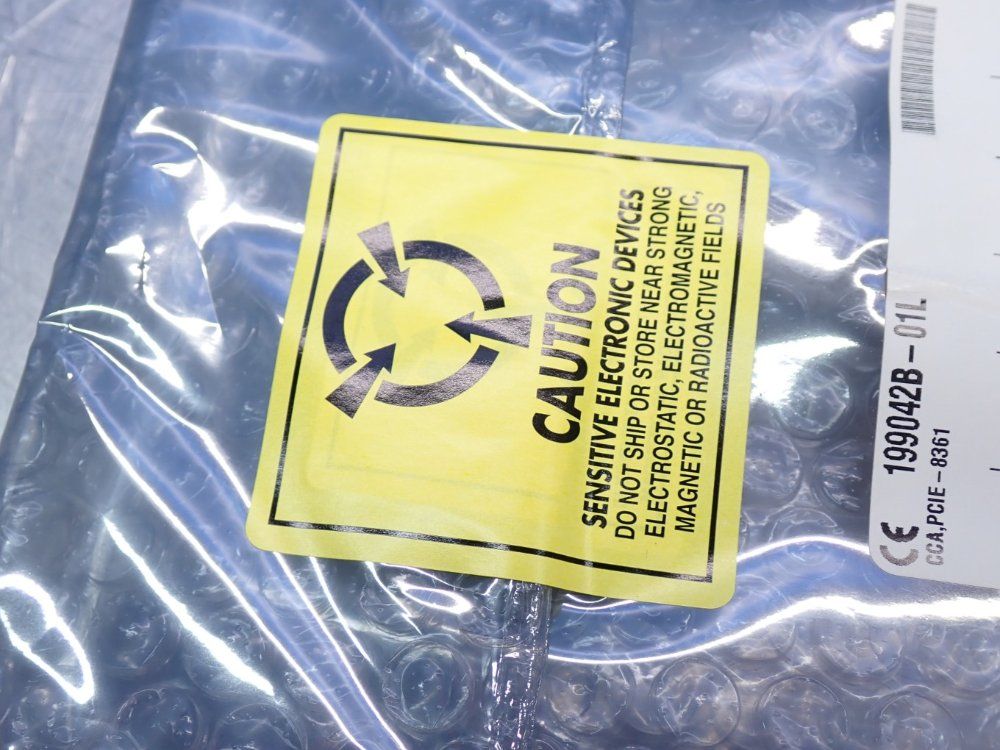 CAUTION
SENSITIVE ELECTRONIC DEVICES
DO NOT SHIP OR STORE NEAR STRONG
ELECTROSTATIC, ELECTROMAGNETIC,
MAGNETIC OR RADIOACTIVE FIELDS
199042B-01L
CE CCA,PCIE-8361